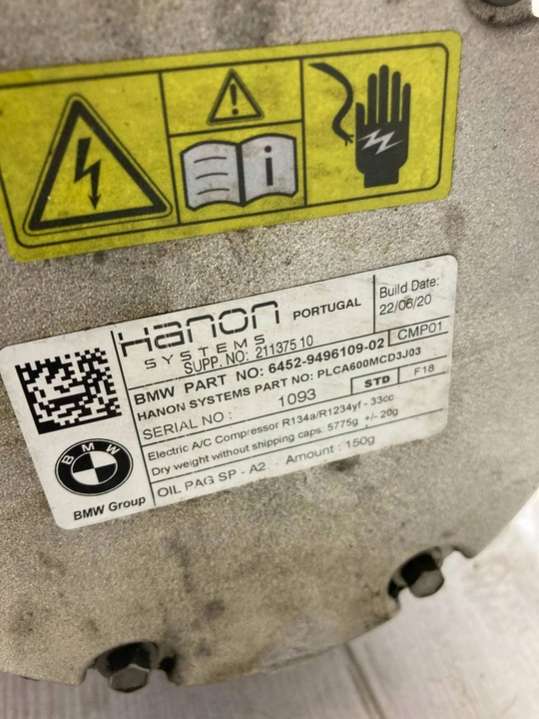 i
Hanon
SYSTEMS
PORTUGAL
Build Date:
22/06/20
SUPP. NO: 211375 10
BMW PART NO: 6452-9496109-02
CMP01
HANON SYSTEMS PART NO: PLCA600MCD3J03
SERIAL NO: 1093
STD
F18
Electric A/C Compressor R134a/R1234yf - 33cc
Dry weight without shipping caps: 5775g +/- 20g
OIL PAG SP - A2 Amount : 150g
BMW
BMW Group